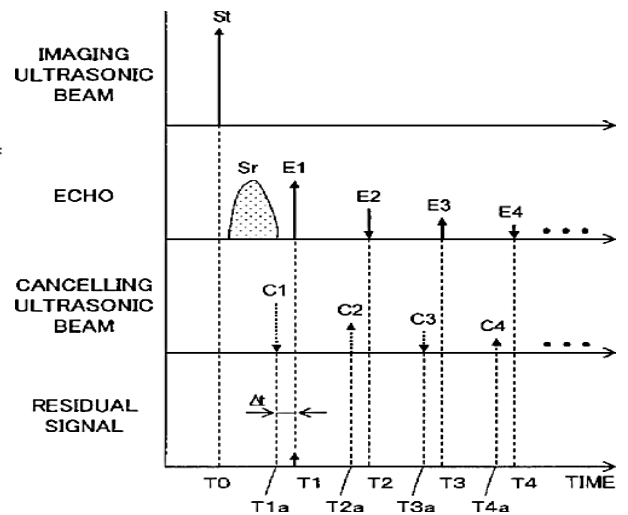 St
IMAGING
ULTRASONIC
BEAM
Sr E1 E2 E3 E4
ECHO
CANCELLING
ULTRASONIC
BEAM
C1 C2 C3 C4
RESIDUAL
SIGNAL
Δt
T0 T1 T2 T3 T4 TIME
T1a T2a T3a T4a